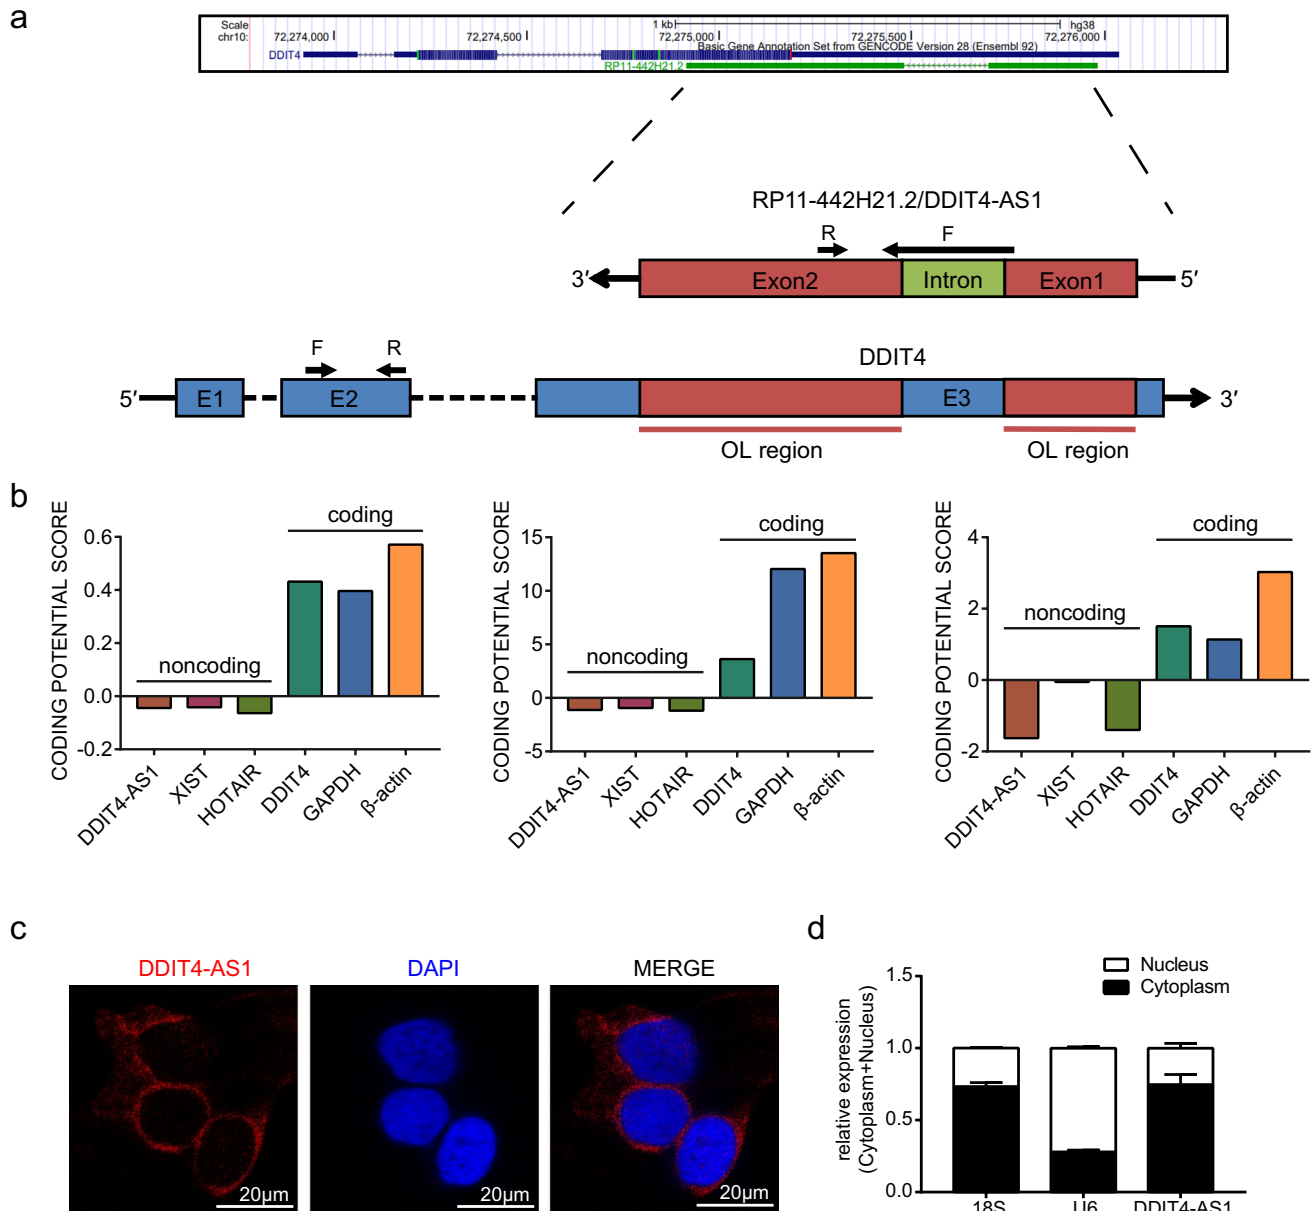 a
Scale
1 kb
hg38
chr10:
72,274,000
72,274,500
72,275,000
72,275,500
72,276,000
Basic Gene Annotation Set from GENCODE Version 28 (Ensembl 92)
DDIT4
RP11-442H21.2
RP11-442H21.2/DDIT4-AS1
R
F
3′
Exon2
Intron
Exon1
5′
DDIT4
F
R
5′
E1
E2
E3
3′
OL region
OL region
b
CODING POTENTIAL SCORE
0.6
0.4
0.2
0.0
-0.2
noncoding
coding
DDIT4-AS1
XIST
HOTAIR
DDIT4
GAPDH
β-actin
CODING POTENTIAL SCORE
15
10
5
0
-5
noncoding
coding
DDIT4-AS1
XIST
HOTAIR
DDIT4
GAPDH
β-actin
CODING POTENTIAL SCORE
4
2
0
-2
noncoding
coding
DDIT4-AS1
XIST
HOTAIR
DDIT4
GAPDH
β-actin
c
DDIT4-AS1
DAPI
MERGE
20μm
20μm
20μm
d
Nucleus
Cytoplasm
relative expression
(Cytoplasm+Nucleus)
1.5
1.0
0.5
0.0
18S
U6
DDIT4-AS1